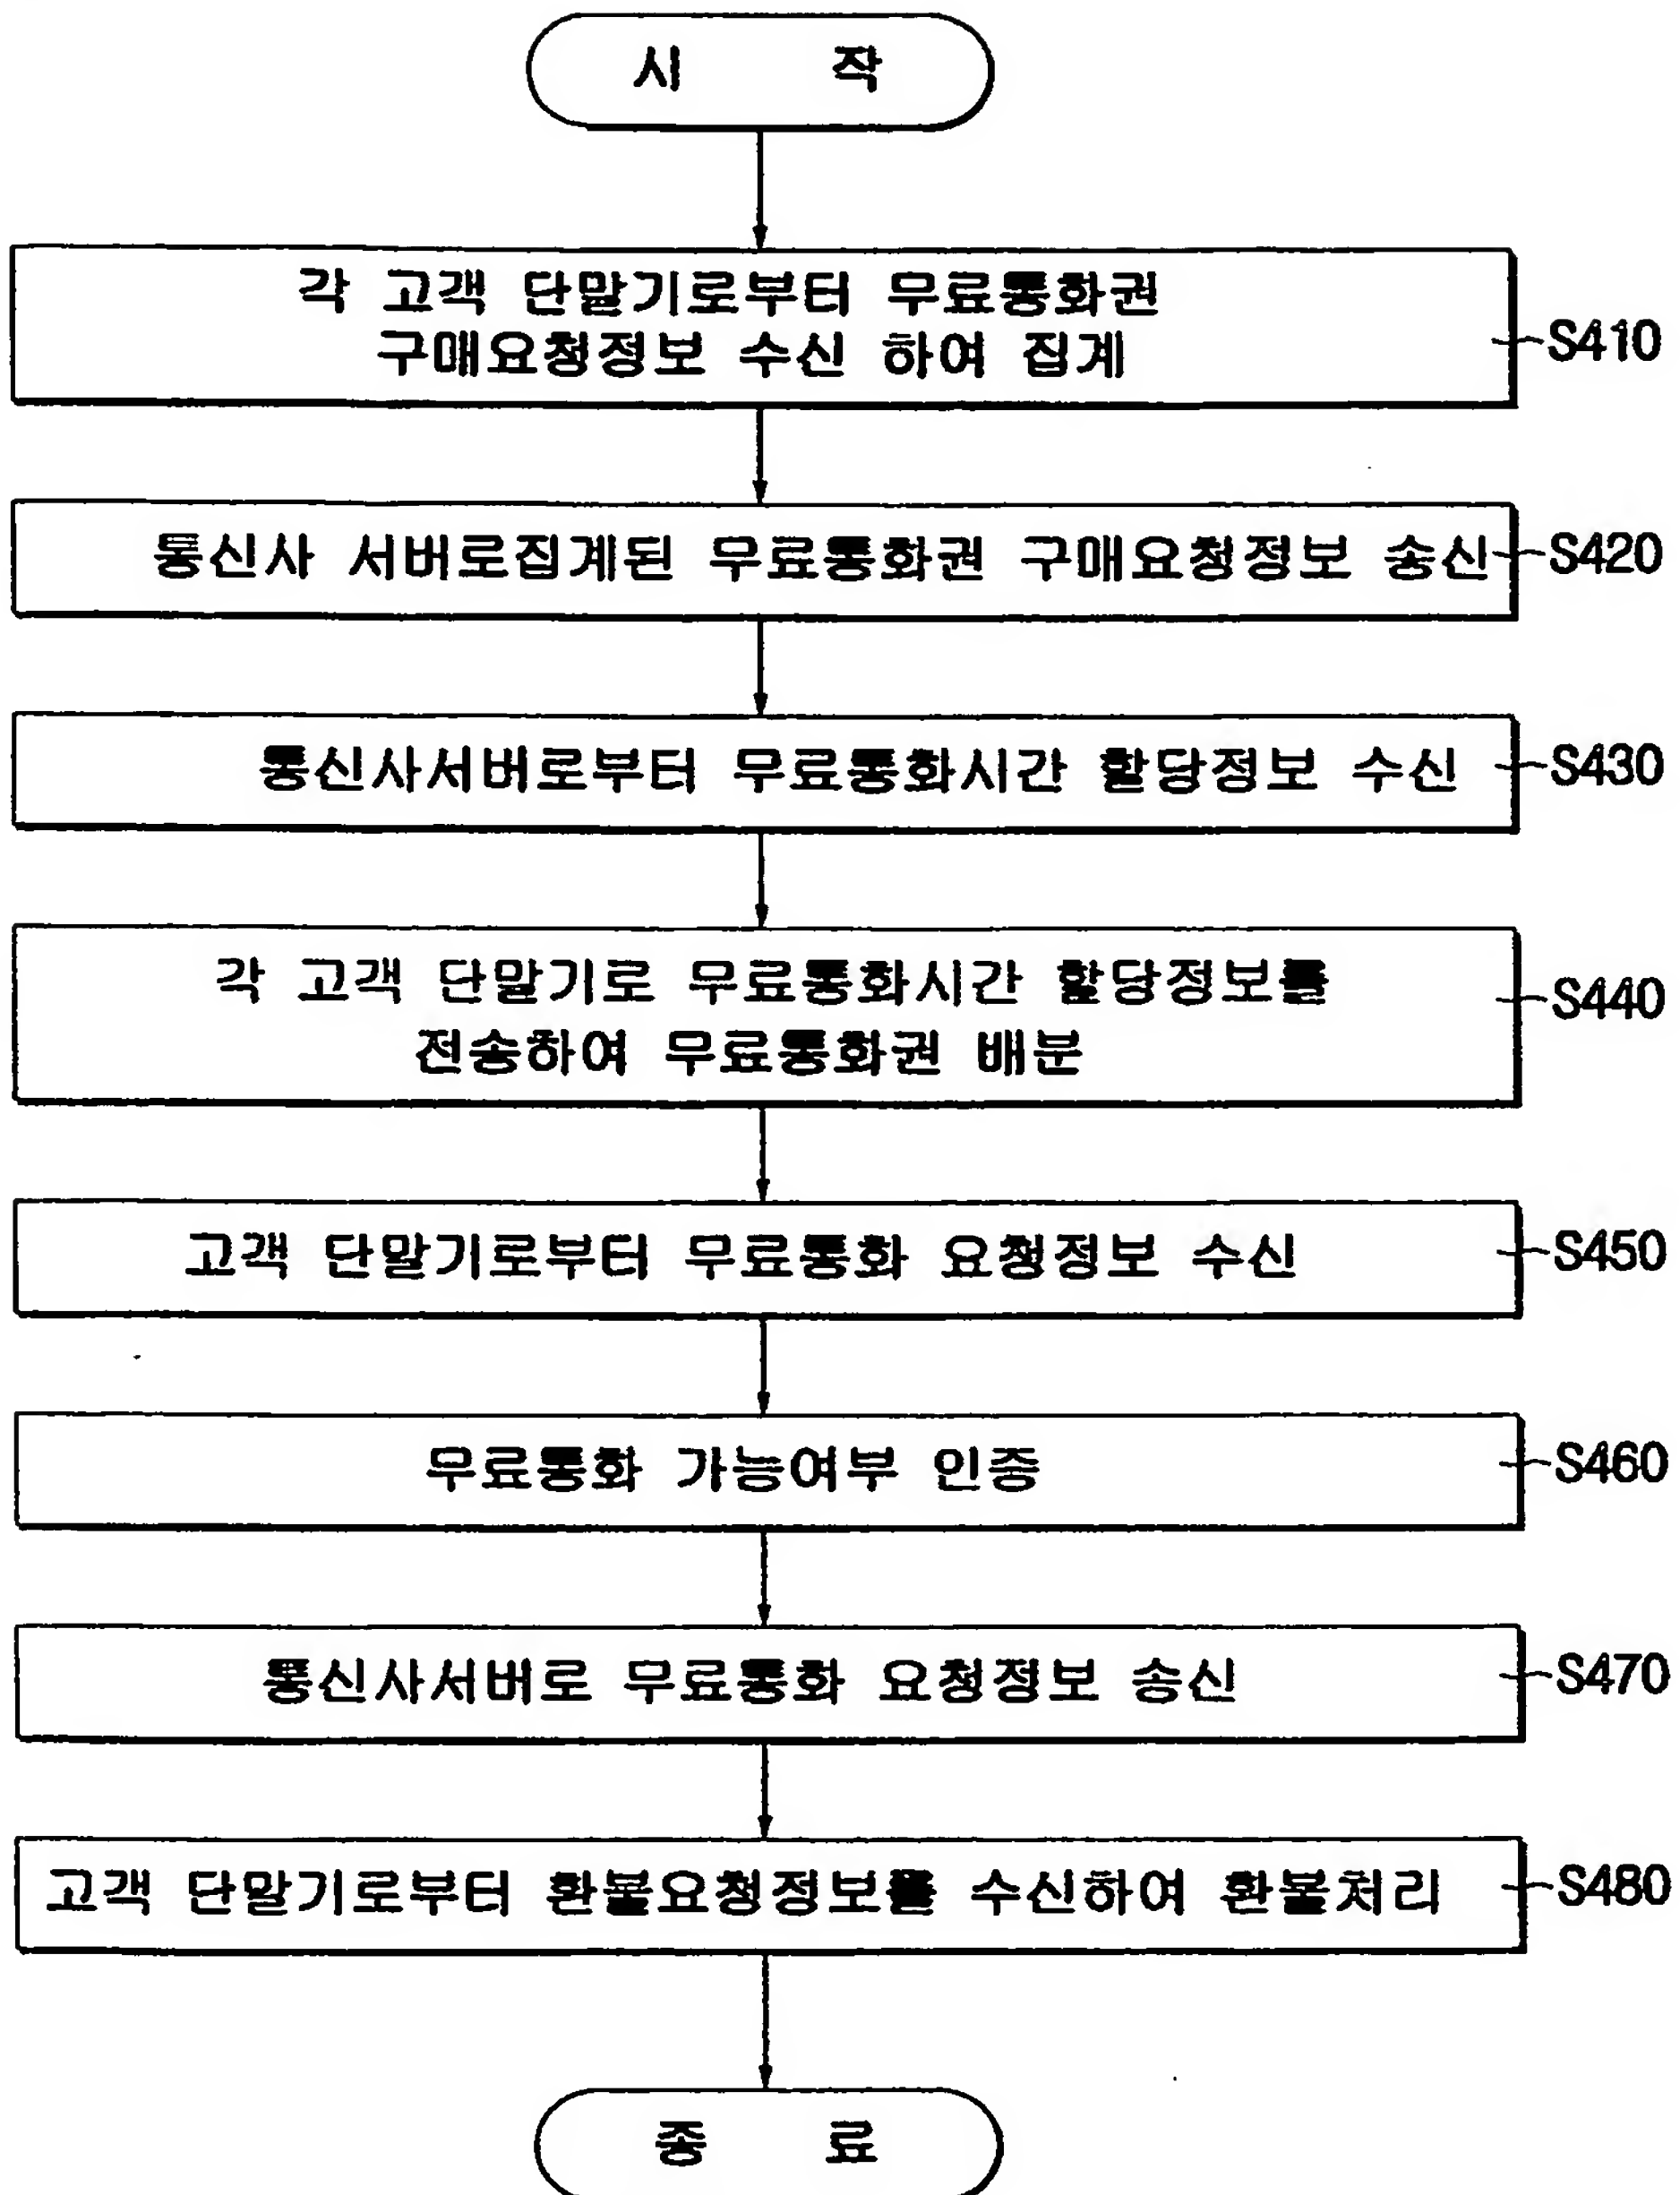 시 작
각 고객 단말기로부터 무료통화권
구매요청정보 수신 하여 집계
S410
통신사 서버로집계된 무료통화권 구매요청정보 송신
S420
통신사서버로부터 무료통화시간 할당정보 수신
S430
각 고객 단말기로 무료통화시간 할당정보를
전송하여 무료통화권 배분
S440
고객 단말기로부터 무료통화 요청정보 수신
S450
무료통화 가능여부 인증
S460
통신사서버로 무료통화 요청정보 송신
S470
고객 단말기로부터 환불요청정보를 수신하여 환불처리
S480
종 료